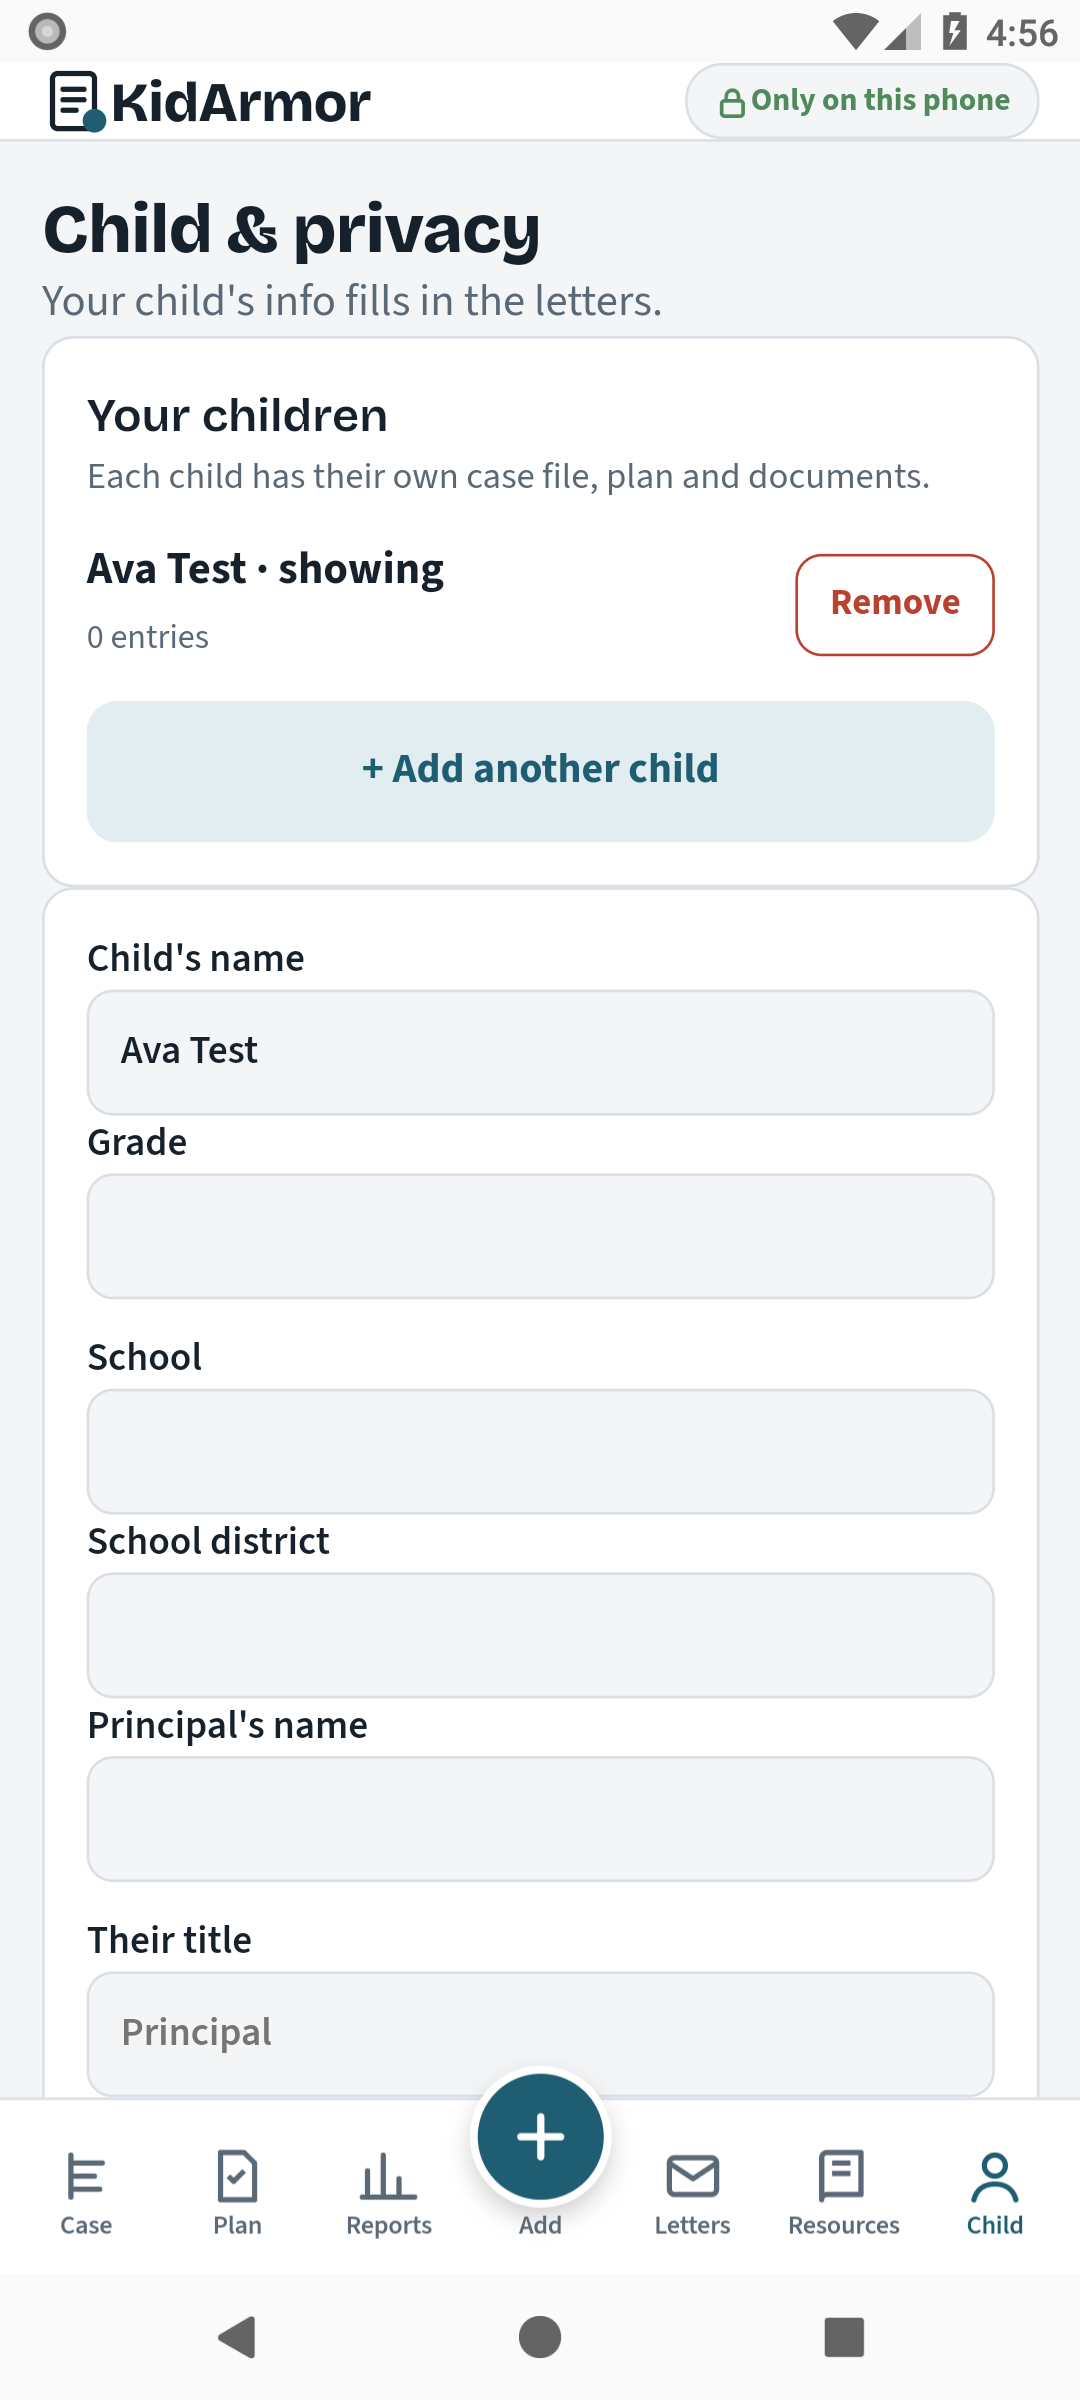 4:56
KidArmor
Only on this phone
Child & privacy
Your child's info fills in the letters.
Your children
Each child has their own case file, plan and documents.
Ava Test · showing
0 entries
Remove
+ Add another child
Child's name
Ava Test
Grade
School
School district
Principal's name
Their title
Principal
Case
Plan
Reports
Add
Letters
Resources
Child